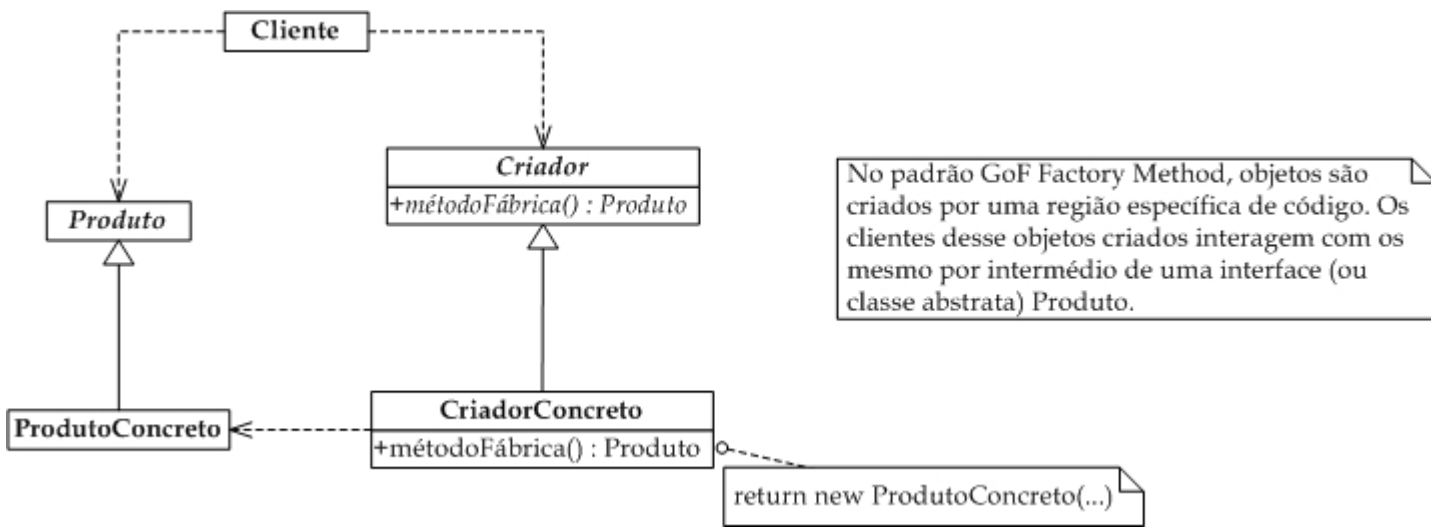 Cliente
Criador
+métodoFábrica() : Produto
Produto
No padrão GoF Factory Method, objetos são
criados por uma região específica de código. Os
clientes desse objetos criados interagem com os
mesmo por intermédio de uma interface (ou
classe abstrata) Produto.
ProdutoConcreto
CriadorConcreto
+métodoFábrica() : Produto
return new ProdutoConcreto(...)